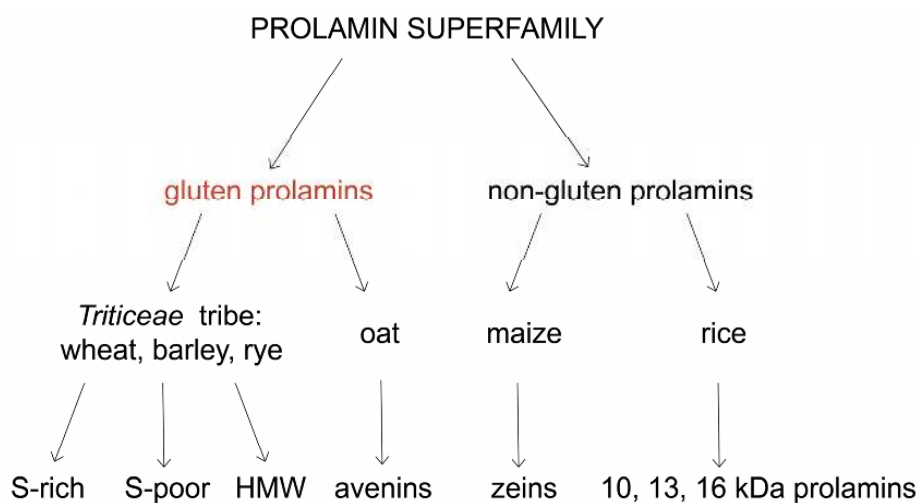 PROLAMIN SUPERFAMILY
gluten prolamins
non-gluten prolamins
Triticeae tribe:
wheat, barley, rye
oat
maize
rice
S-rich
S-poor
HMW
avenins
zeins
10, 13, 16 kDa prolamins